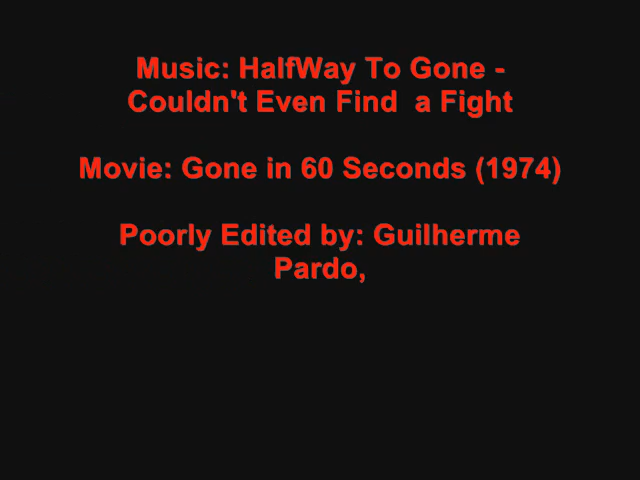 Music: HalfWay To Gone -
Couldn't Even Find  a Fight
Movie: Gone in 60 Seconds (1974)
Poorly Edited by: Guilherme
Pardo,